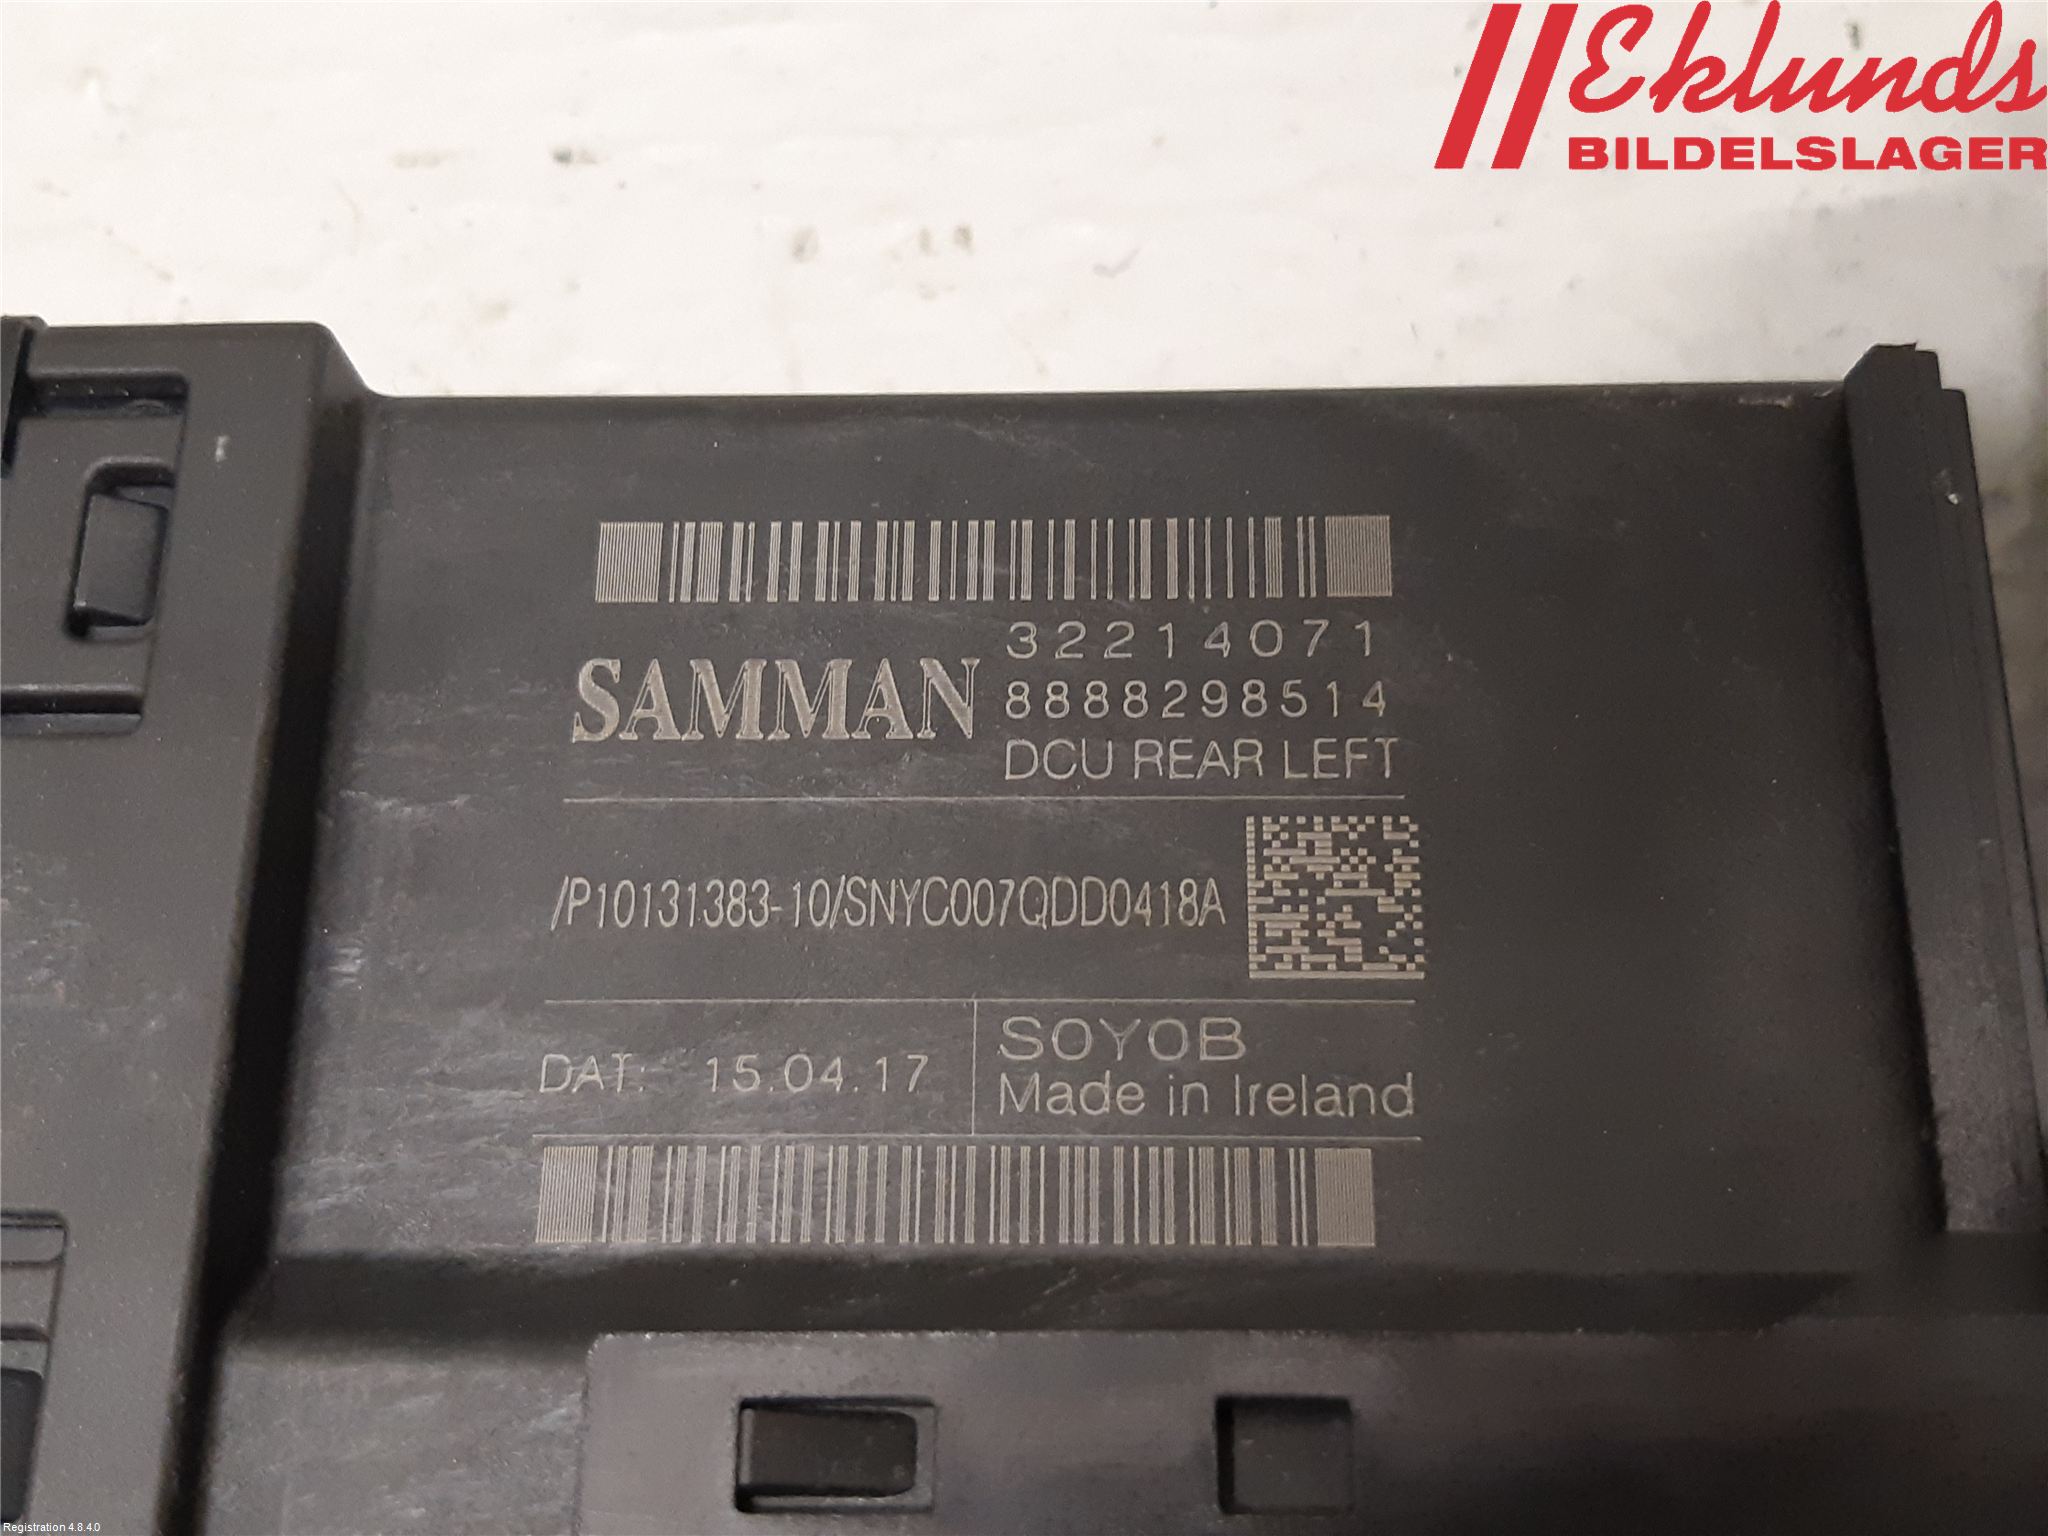 Eklunds
BILDELSLAGER
32214071
SAMMAN
8888298514
DCU REAR LEFT
/P10131383-10/SNYC007QDD0418A
DAT: 15.04.17
SOYOB
Made in Ireland
Registration 4.8.4.0